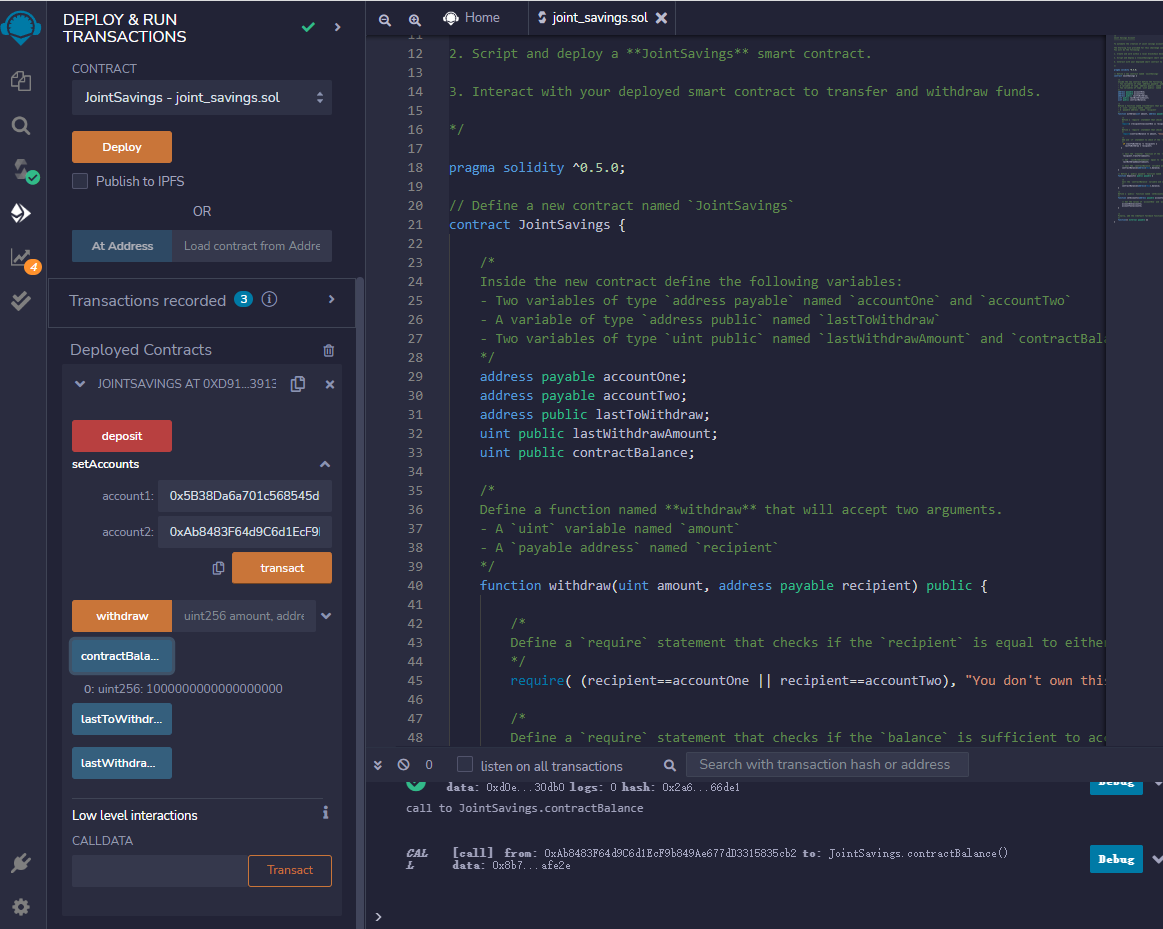 DEPLOY & RUN
TRANSACTIONS
CONTRACT
JointSavings - joint_savings.sol
Deploy
Publish to IPFS
OR
At Address Load contract from Addre
4
Transactions recorded 3 i
Deployed Contracts
JOINTSAVINGS AT 0XD91...3913
deposit
setAccounts
account1: 0x5B38Da6a701c568545d
account2: 0xAb8483F64d9C6d1EcF9
transact
withdraw uint256 amount, addre
contractBala...
0: uint256: 1000000000000000000
lastToWithdr...
lastWithdra...
Low level interactions i
CALLDATA
Transact
Home joint_savings.sol
12 2. Script and deploy a **JointSavings** smart contract.
13
14 3. Interact with your deployed smart contract to transfer and withdraw funds.
15
16 */
17
18 pragma solidity ^0.5.0;
19
20 // Define a new contract named `JointSavings`
21 contract JointSavings {
22
23 /*
24 Inside the new contract define the following variables:
25 - Two variables of type `address payable` named `accountOne` and `accountTwo`
26 - A variable of type `address public` named `lastToWithdraw`
27 - Two variables of type `uint public` named `lastWithdrawAmount` and `contractBala
28 */
29 address payable accountOne;
30 address payable accountTwo;
31 address public lastToWithdraw;
32 uint public lastWithdrawAmount;
33 uint public contractBalance;
34
35 /*
36 Define a function named **withdraw** that will accept two arguments.
37 - A `uint` variable named `amount`
38 - A `payable address` named `recipient`
39 */
40 function withdraw(uint amount, address payable recipient) public {
41
42 /*
43 Define a `require` statement that checks if the `recipient` is equal to either
44 */
45 require( (recipient==accountOne || recipient==accountTwo), "You don't own this
46
47 /*
48 Define a `require` statement that checks if the `balance` is sufficient to acc
0 listen on all transactions Search with transaction hash or address
data: 0xd0e...30db0 logs: 0 hash: 0x2a6...66de1 Debug
call to JointSavings.contractBalance
CAL [call] from: 0xAb8483F64d9C6d1EcF9b849Ae677dD3315835cb2 to: JointSavings.contractBalance() Debug
L data: 0x8b7...afe2e
>